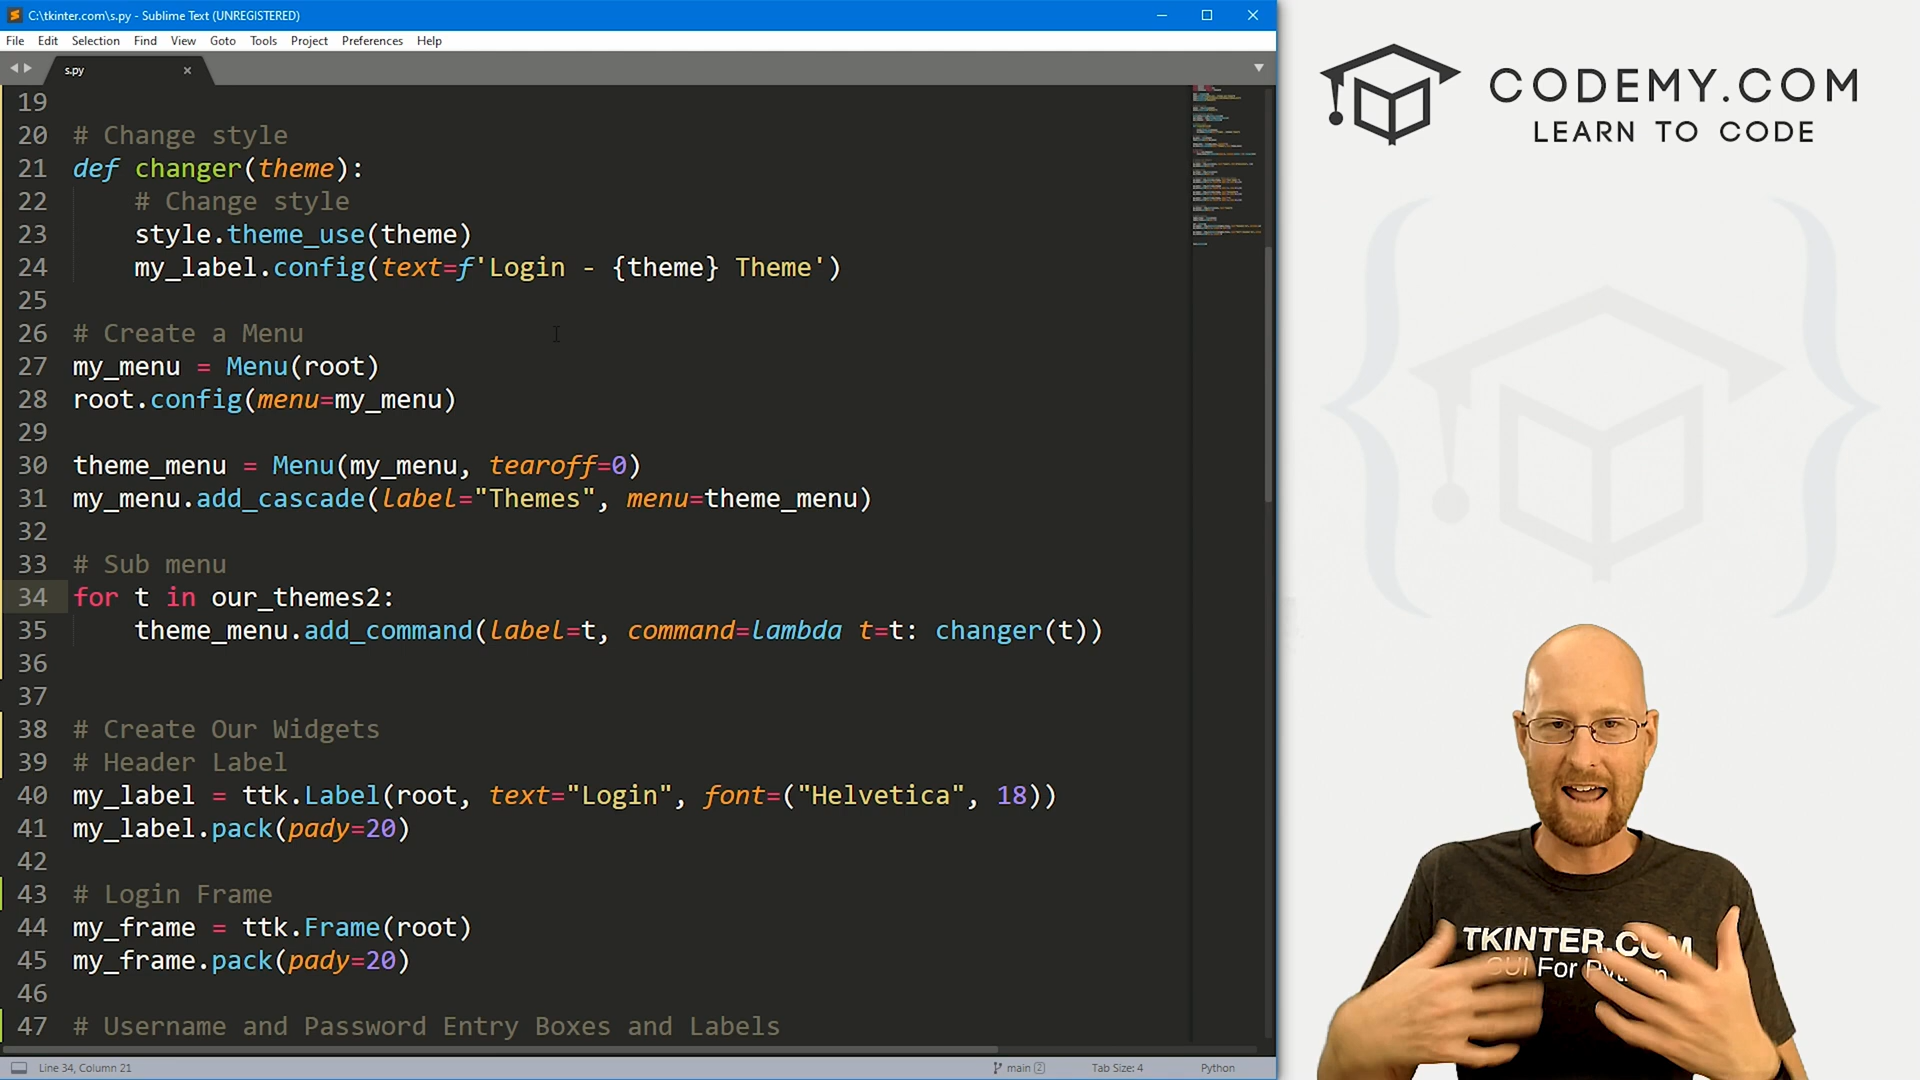 C:\tkinter.com\s.py - Sublime Text (UNREGISTERED)
File Edit Selection Find View Goto Tools Project Preferences Help
s.py
19
20 # Change style
21 def changer(theme):
22 # Change style
23 style.theme_use(theme)
24 my_label.config(text=f'Login - {theme} Theme')
25
26 # Create a Menu
27 my_menu = Menu(root)
28 root.config(menu=my_menu)
29
30 theme_menu = Menu(my_menu, tearoff=0)
31 my_menu.add_cascade(label="Themes", menu=theme_menu)
32
33 # Sub menu
34 for t in our_themes2:
35 theme_menu.add_command(label=t, command=lambda t=t: changer(t))
36
37
38 # Create Our Widgets
39 # Header Label
40 my_label = ttk.Label(root, text="Login", font=("Helvetica", 18))
41 my_label.pack(pady=20)
42
43 # Login Frame
44 my_frame = ttk.Frame(root)
45 my_frame.pack(pady=20)
46
47 # Username and Password Entry Boxes and Labels
Line 34, Column 21
main 2
Tab Size: 4
Python
CODEMY.COM
LEARN TO CODE
TKINTER.COM
GUI For Python